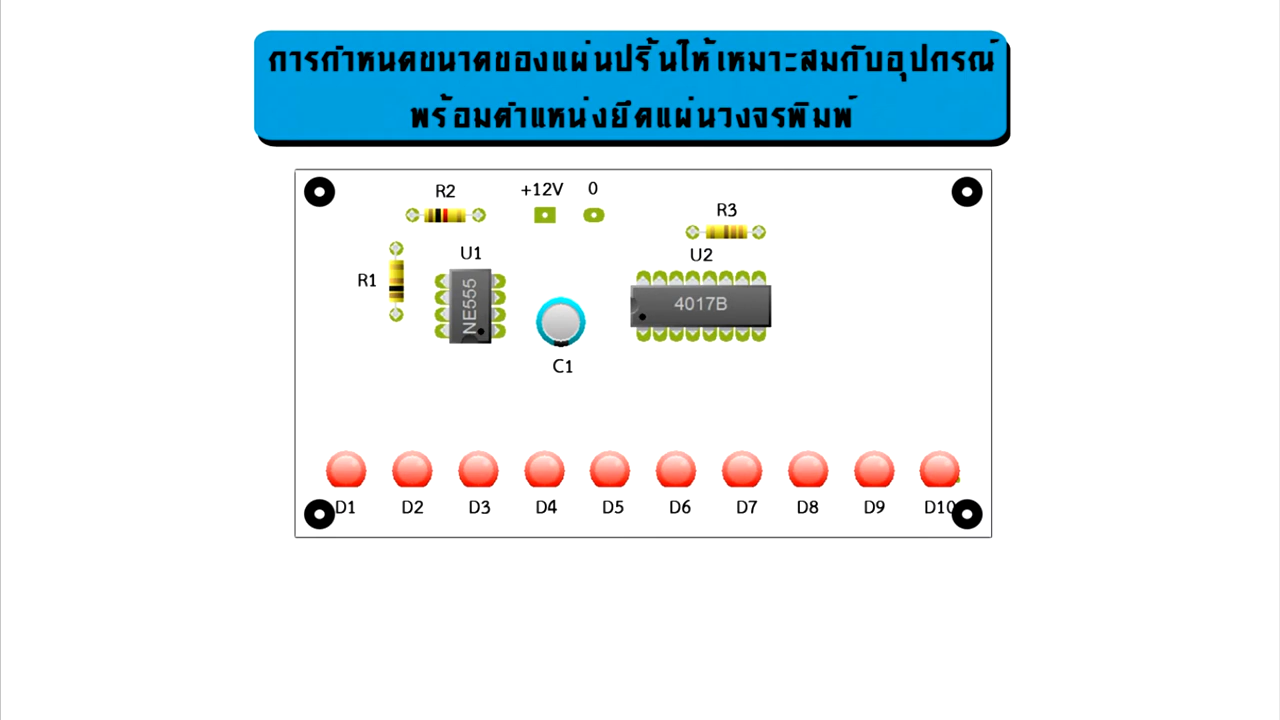 การกำหนดขนาดของแผ่นปริ้นให้เหมาะสมกับอุปกรณ์
พร้อมตำแหน่งยึดแผ่นวงจรพิมพ์
R2 +12V 0 R3
R1 U1 U2
NE555 4017B
C1
D1 D2 D3 D4 D5 D6 D7 D8 D9 D10